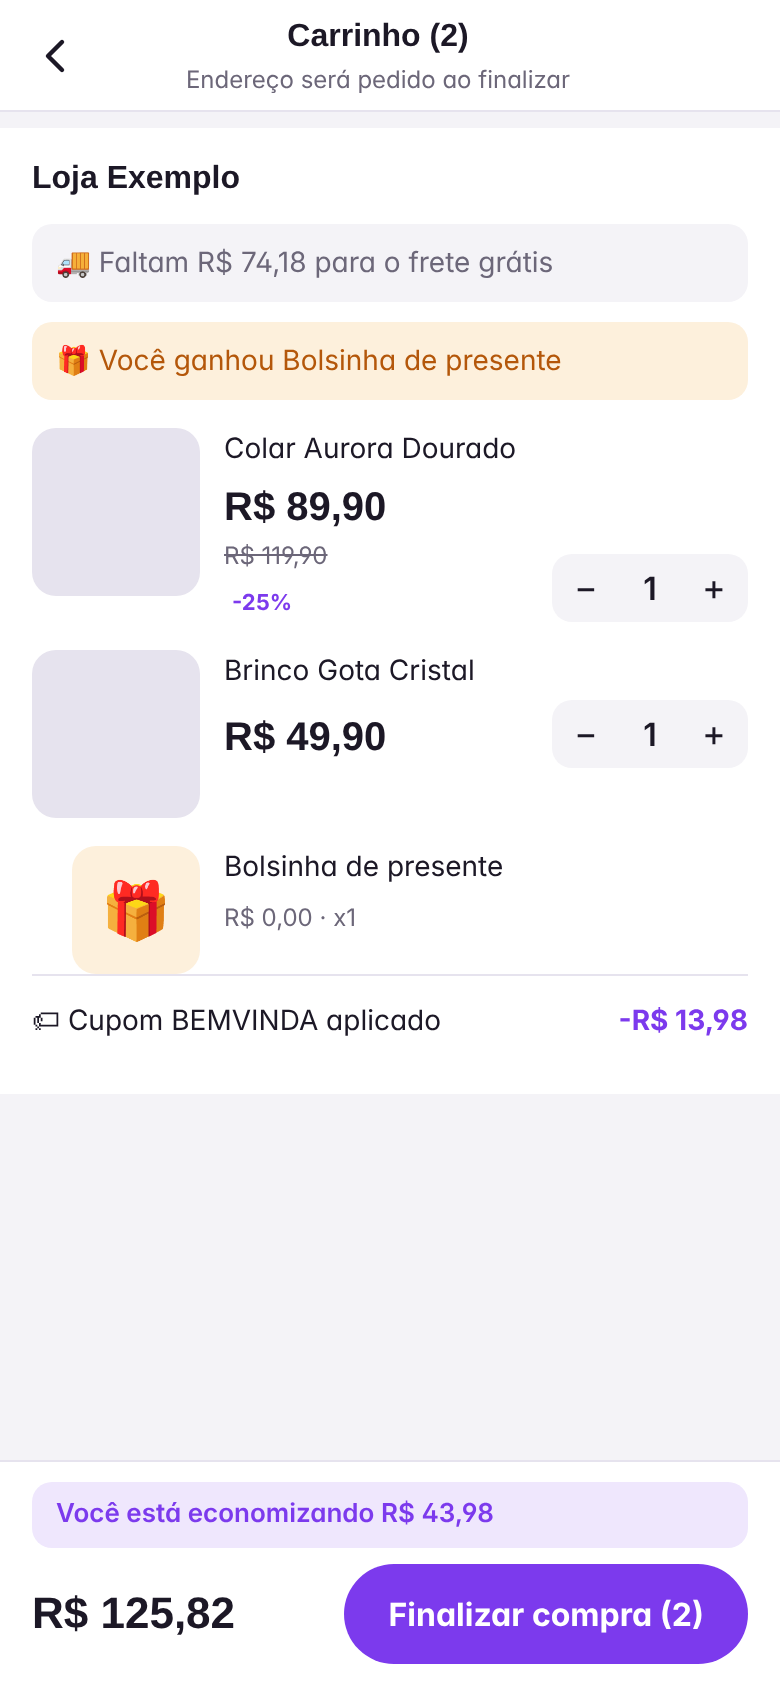 Carrinho (2)
Endereço será pedido ao finalizar
Loja Exemplo
🚚 Faltam R$ 74,18 para o frete grátis
🎁 Você ganhou Bolsinha de presente
Colar Aurora Dourado
R$ 89,90
R$ 119,90
-25%
− 1 +
Brinco Gota Cristal
R$ 49,90
− 1 +
Bolsinha de presente
R$ 0,00 · x1
🏷 Cupom BEMVINDA aplicado -R$ 13,98
Você está economizando R$ 43,98
R$ 125,82
Finalizar compra (2)